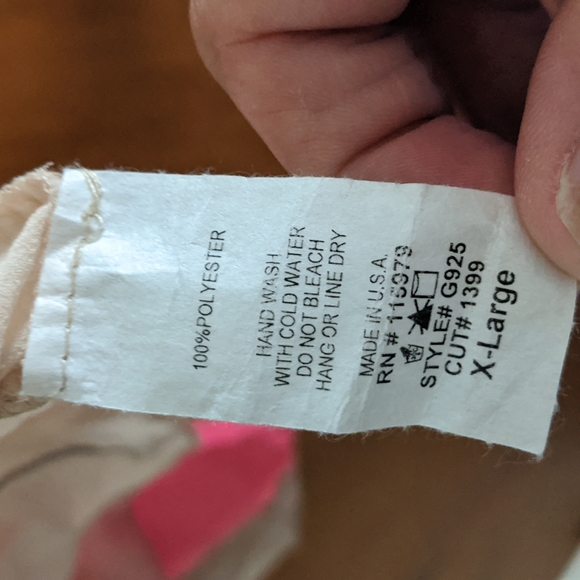 100%POLYESTER
HAND WASH
WITH COLD WATER
DO NOT BLEACH
HANG OR LINE DRY
MADE IN U.S.A.
RN # 115979
STYLE# G925
CUT# 1399
X-Large